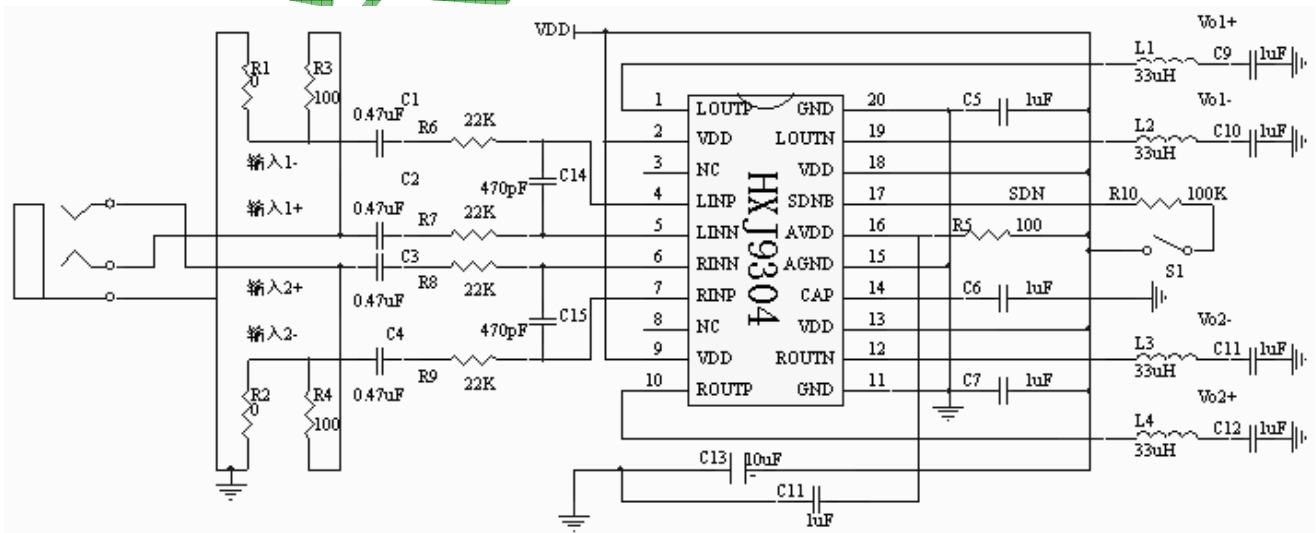 Vo1+
VDD
L1
33uH
C9
1uF
R1
0
R3
100
C1
0.47uF
R6
22K
1
LOUTP
GND
20
C5
1uF
Vo1-
2
VDD
LOUTN
19
L2
33uH
C10
1uF
输入1-
C2
470pF
C14
3
NC
VDD
18
4
LINP
SDNB
17
SDN
R10
100K
输入1+
0.47uF
R7
22K
5
LINN
AVDD
16
R5
100
HXJ9304
C3
R8
22K
6
RINN
AGND
15
S1
输入2+
0.47uF
7
RINP
CAP
14
C6
1uF
输入2-
C4
470pF
C15
8
NC
VDD
13
Vo2-
R9
22K
9
VDD
ROUTN
12
L3
33uH
C11
1uF
R2
0
R4
100
0.47uF
10
ROUTP
GND
11
C7
1uF
Vo2+
L4
33uH
C12
1uF
C13
10uF
C11
1uF